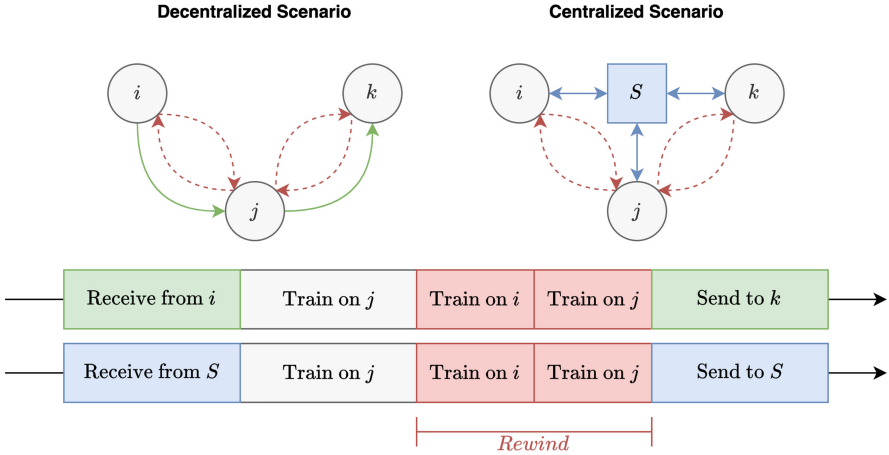 Decentralized Scenario
Centralized Scenario
i
k
j
i
S
k
j
Receive from i
Train on j
Train on i
Train on j
Send to k
Receive from S
Train on j
Train on i
Train on j
Send to S
Rewind